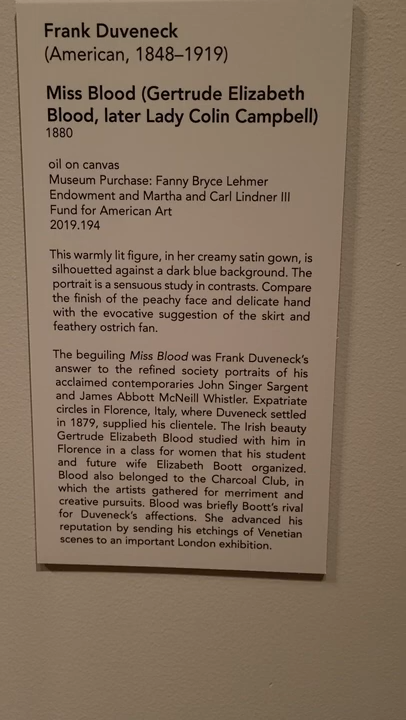 Frank Duveneck
(American, 1848–1919)
Miss Blood (Gertrude Elizabeth
Blood, later Lady Colin Campbell)
1880
oil on canvas
Museum Purchase: Fanny Bryce Lehmer
Endowment and Martha and Carl Lindner III
Fund for American Art
2019.194
This warmly lit figure, in her creamy satin gown, is
silhouetted against a dark blue background. The
portrait is a sensuous study in contrasts. Compare
the finish of the peachy face and delicate hand
with the evocative suggestion of the skirt and
feathery ostrich fan.
The beguiling Miss Blood was Frank Duveneck's
answer to the refined society portraits of his
acclaimed contemporaries John Singer Sargent
and James Abbott McNeill Whistler. Expatriate
circles in Florence, Italy, where Duveneck settled
in 1879, supplied his clientele. The Irish beauty
Gertrude Elizabeth Blood studied with him in
Florence in a class for women that his student
and future wife Elizabeth Boott organized.
Blood also belonged to the Charcoal Club, in
which the artists gathered for merriment and
creative pursuits. Blood was briefly Boott's rival
for Duveneck's affections. She advanced his
reputation by sending his etchings of Venetian
scenes to an important London exhibition.